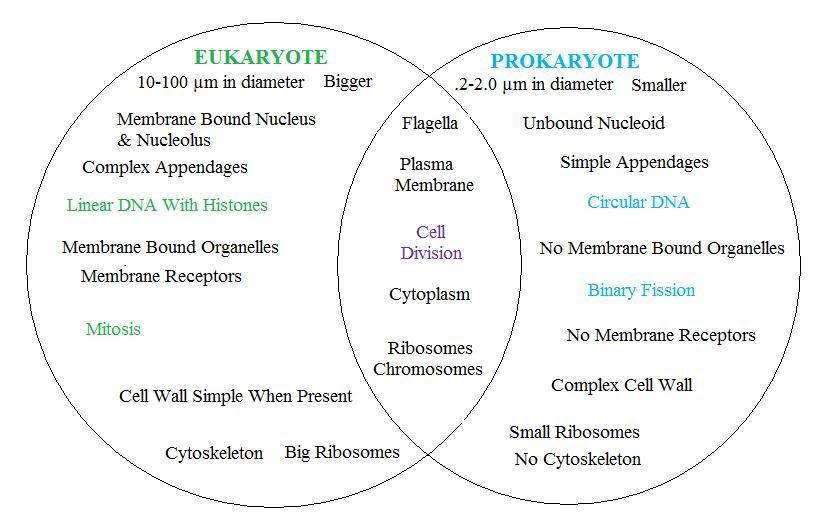 EUKARYOTE
10-100 µm in diameter Bigger
Membrane Bound Nucleus
& Nucleolus
Complex Appendages
Linear DNA With Histones
Membrane Bound Organelles
Membrane Receptors
Mitosis
Cell Wall Simple When Present
Cytoskeleton Big Ribosomes
Flagella
Plasma
Membrane
Cell
Division
Cytoplasm
Ribosomes
Chromosomes
PROKARYOTE
.2-2.0 µm in diameter Smaller
Unbound Nucleoid
Simple Appendages
Circular DNA
No Membrane Bound Organelles
Binary Fission
No Membrane Receptors
Complex Cell Wall
Small Ribosomes
No Cytoskeleton